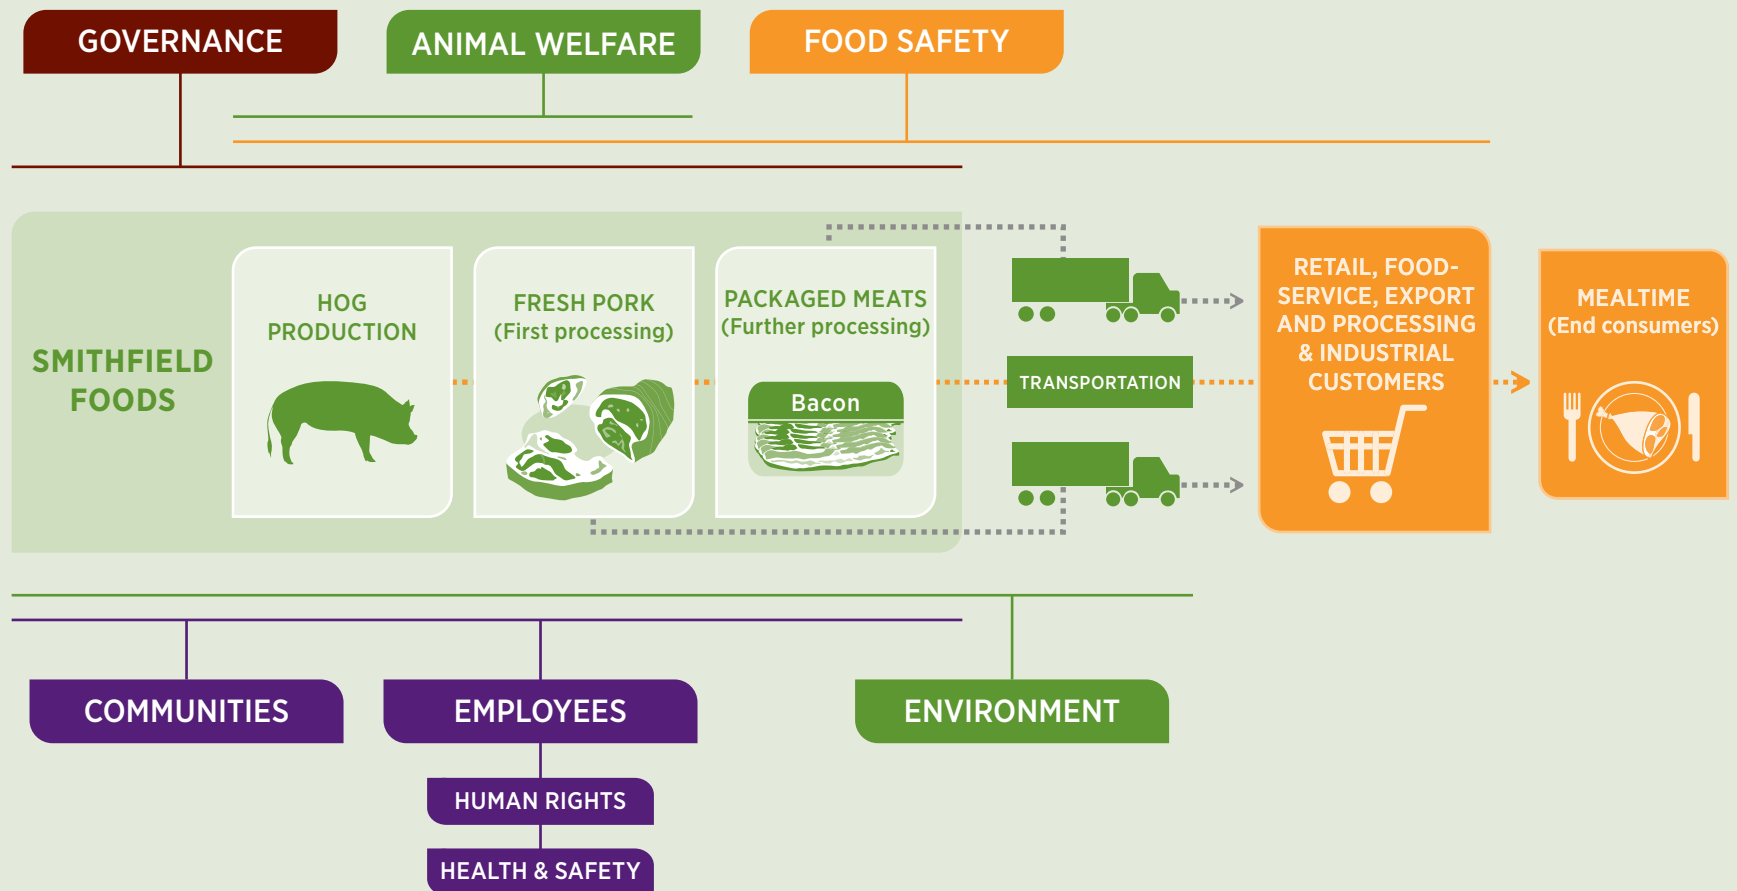 GOVERNANCE
ANIMAL WELFARE
FOOD SAFETY
SMITHFIELD
FOODS
HOG
PRODUCTION
FRESH PORK
(First processing)
PACKAGED MEATS
(Further processing)
Bacon
TRANSPORTATION
RETAIL, FOOD-
SERVICE, EXPORT
AND PROCESSING
& INDUSTRIAL
CUSTOMERS
MEALTIME
(End consumers)
COMMUNITIES
EMPLOYEES
ENVIRONMENT
HUMAN RIGHTS
HEALTH & SAFETY